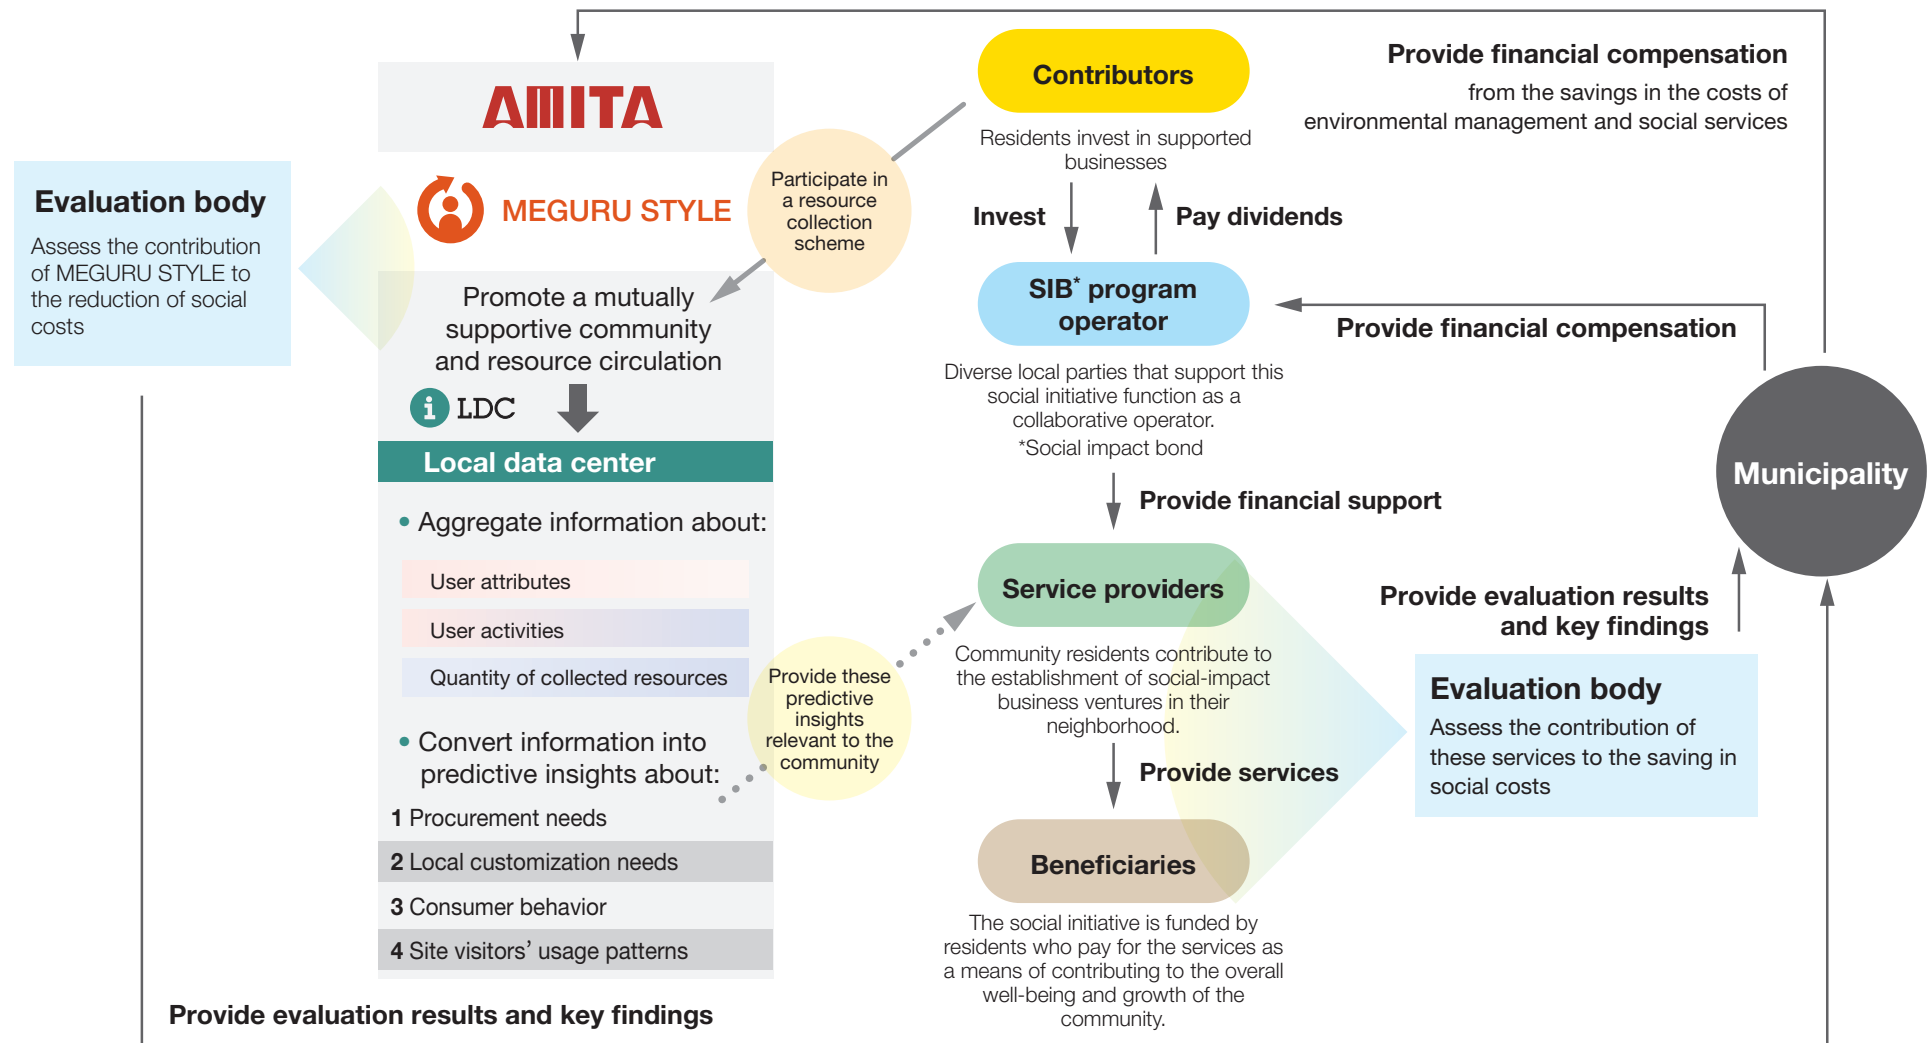 Evaluation body
Assess the contribution
of MEGURU STYLE to
the reduction of social
costs
AMITA
MEGURU STYLE
Promote a mutually
supportive community
and resource circulation
i LDC
Local data center
• Aggregate information about:
User attributes
User activities
Quantity of collected resources
• Convert information into
predictive insights about:
1 Procurement needs
2 Local customization needs
3 Consumer behavior
4 Site visitors’ usage patterns
Provide evaluation results and key findings
Participate in
a resource
collection
scheme
Provide these
predictive
insights
relevant to the
community
Contributors
Residents invest in supported
businesses
Invest
Pay dividends
SIB* program
operator
Diverse local parties that support this
social initiative function as a
collaborative operator.
*Social impact bond
Provide financial support
Service providers
Community residents contribute to
the establishment of social-impact
business ventures in their
neighborhood.
Provide services
Beneficiaries
The social initiative is funded by
residents who pay for the services as
a means of contributing to the overall
well-being and growth of the
community.
Provide financial compensation
from the savings in the costs of
environmental management and social services
Provide financial compensation
Municipality
Provide evaluation results
and key findings
Evaluation body
Assess the contribution of
these services to the saving in
social costs